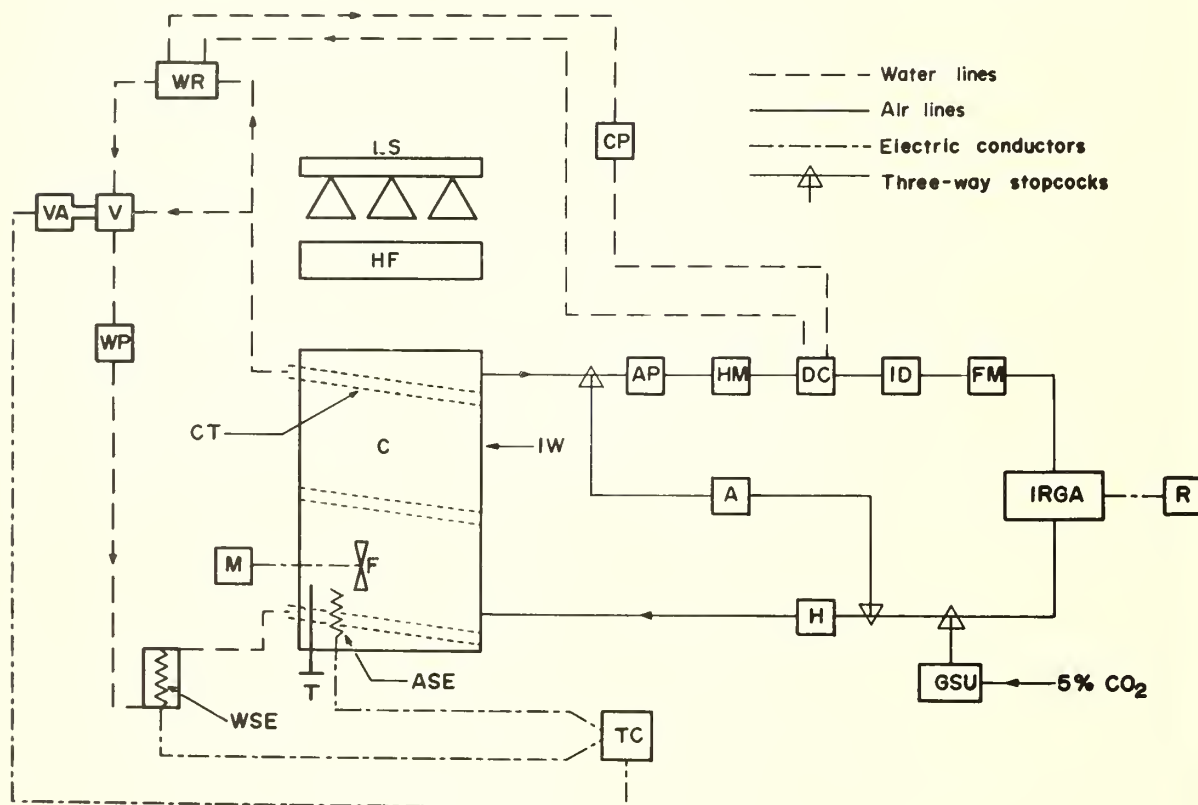 WR
Water lines
Air lines
Electric conductors
Three-way stopcocks
CP
LS
VA
V
HF
WP
AP
HM
DC
ID
FM
CT
C
IW
A
IRGA
R
M
F
H
T
ASE
GSU
5% CO₂
WSE
TC